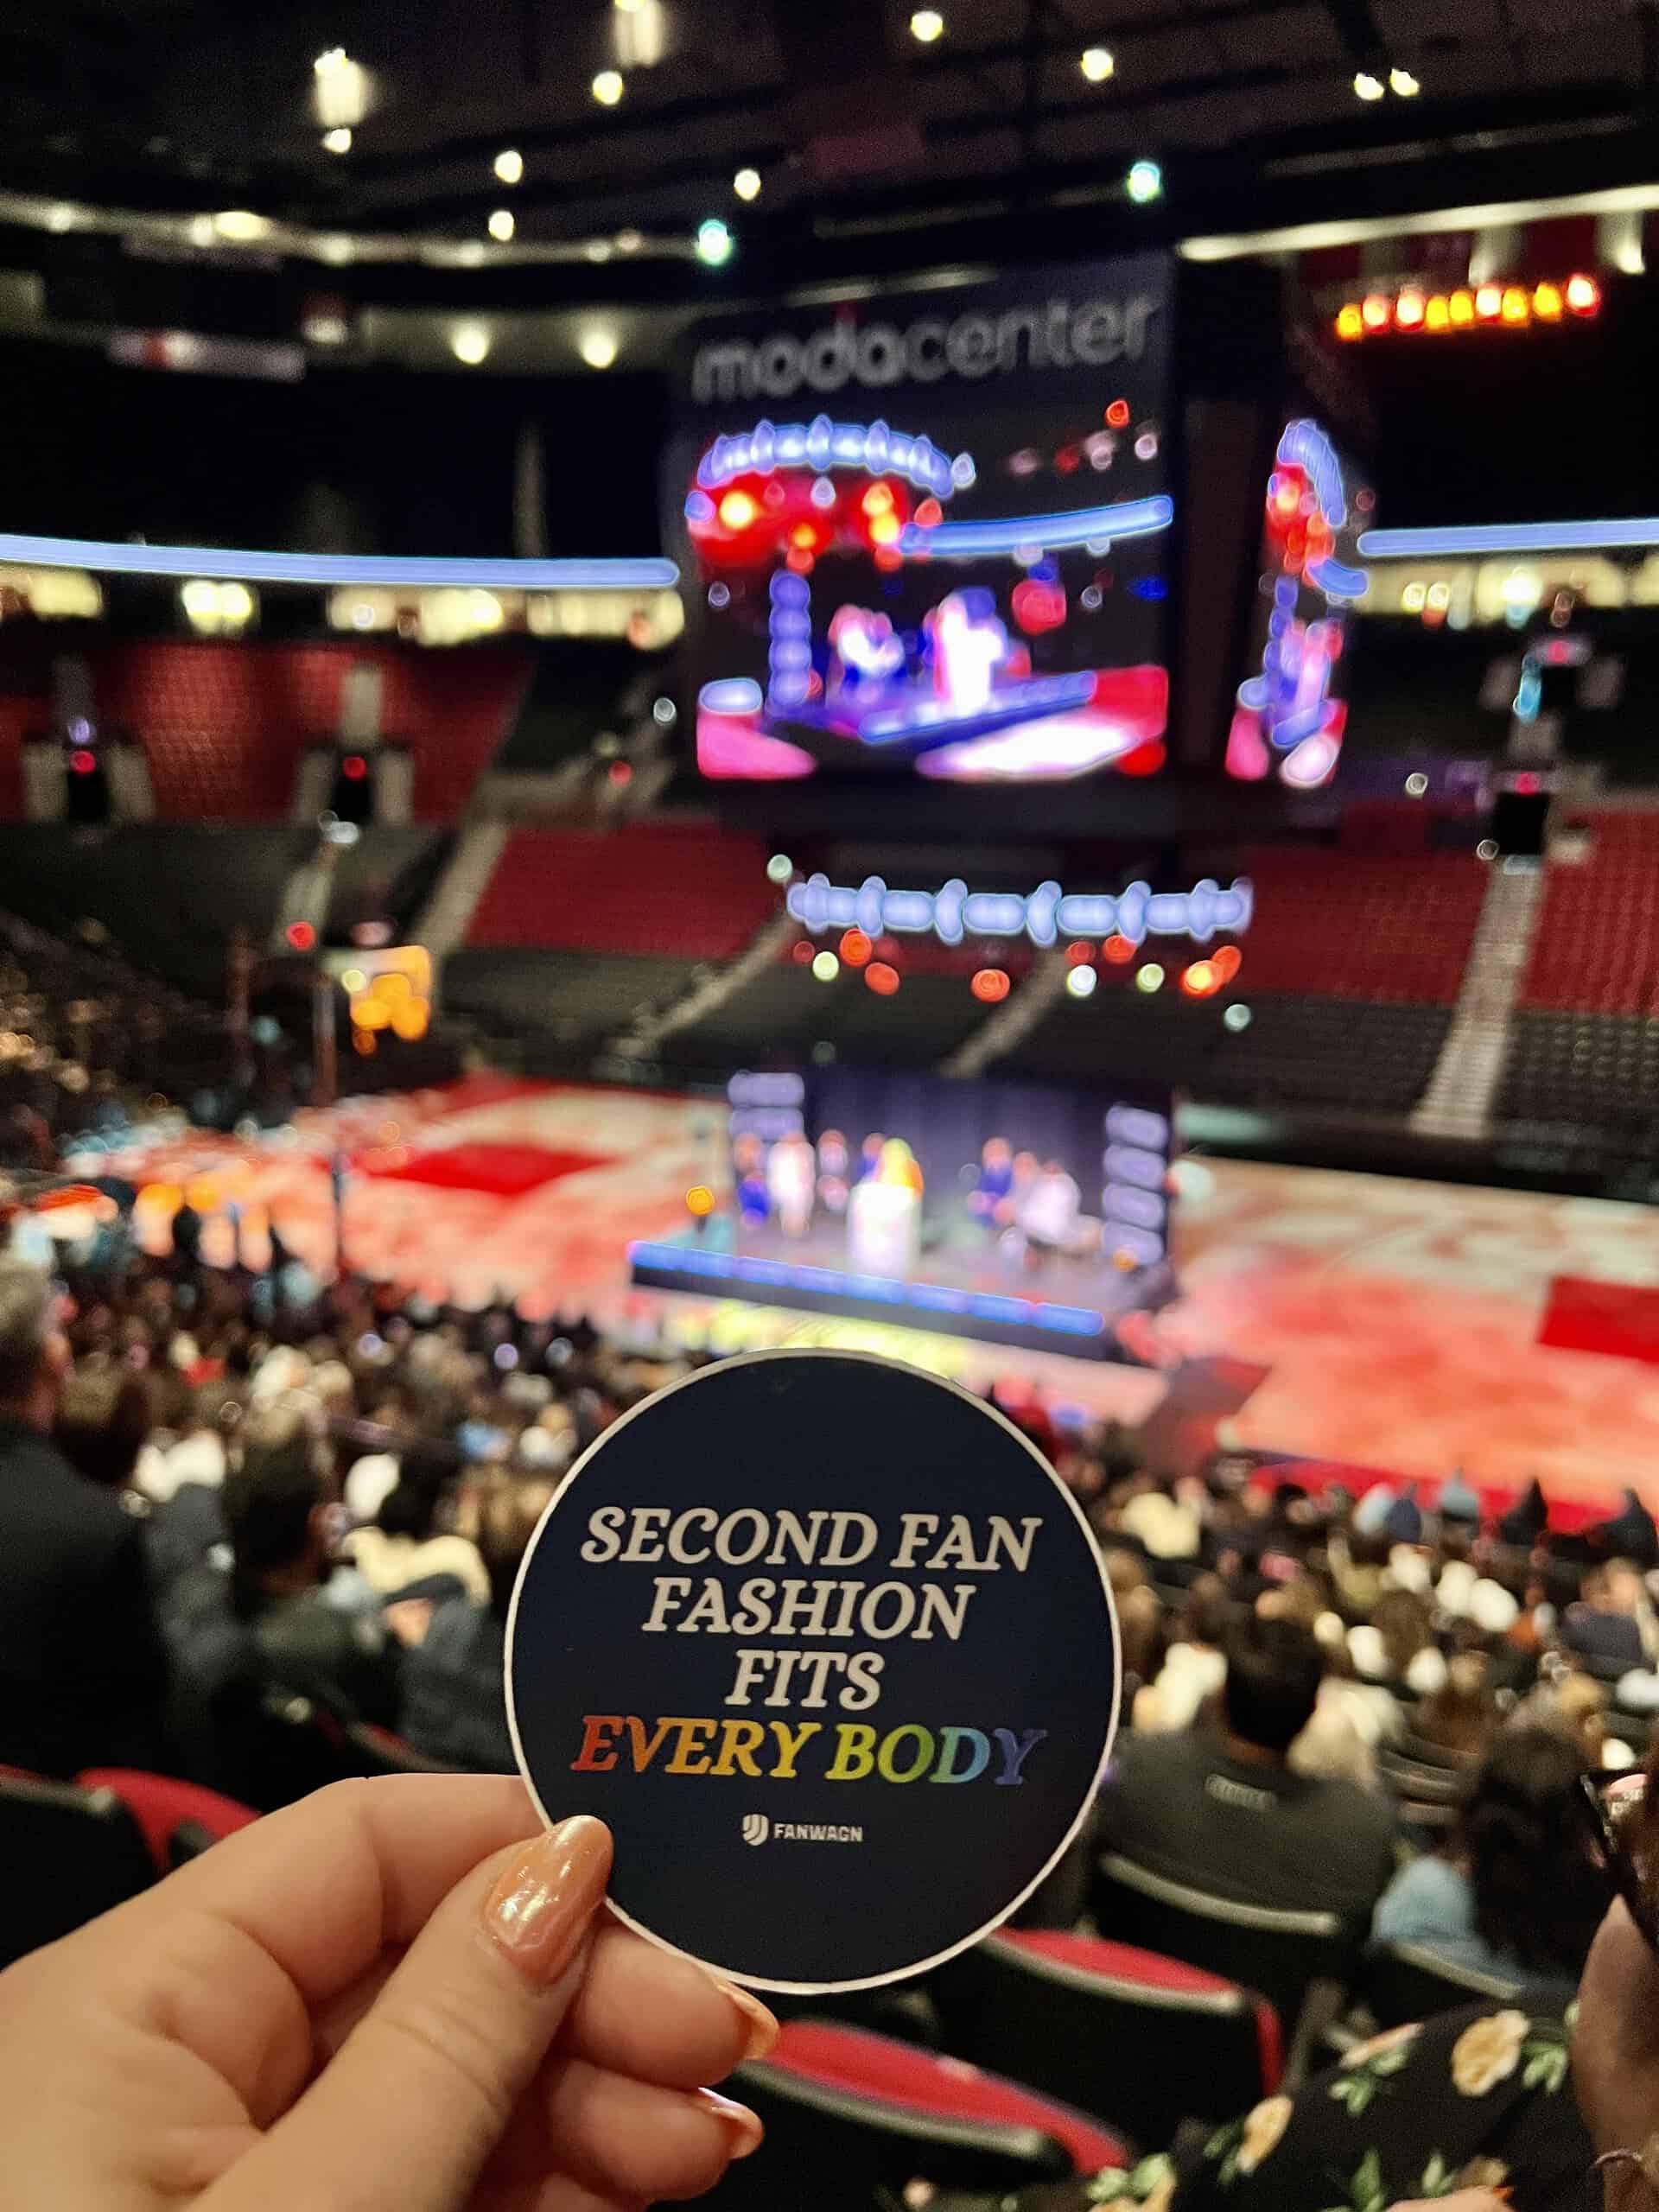 modacenter
SECOND FAN
FASHION
FITS
EVERY BODY
FANWAGN